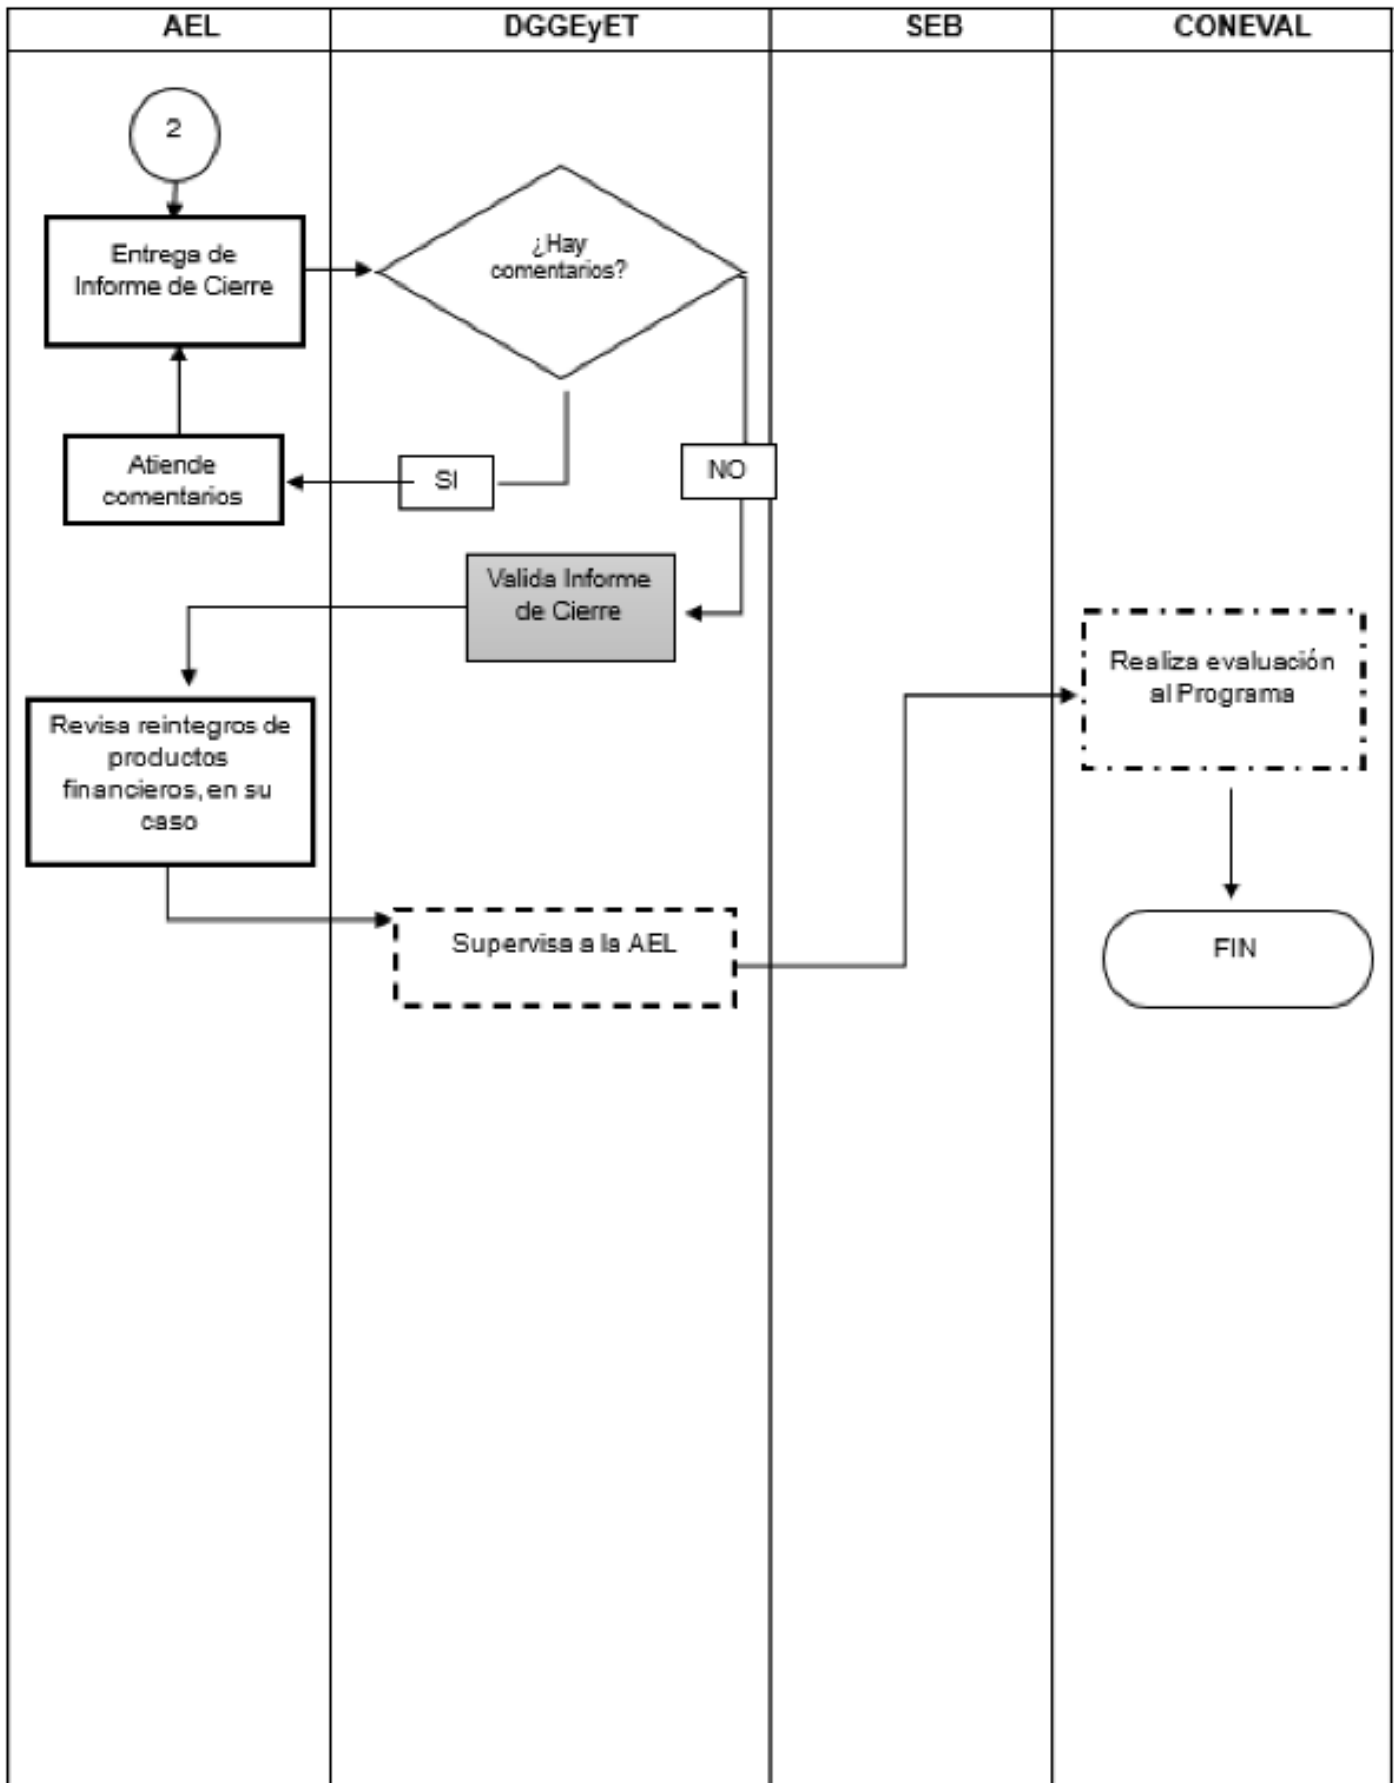 AEL
DGGEyET
SEB
CONEVAL
2
Entrega de
Informe de Cierre
¿Hay
comentarios?
Atiende
comentarios
SI
NO
Valida Informe
de Cierre
Revisa reintegros de
productos
financieros, en su
caso
Supervisa a la AEL
Realiza evaluación
al Programa
FIN